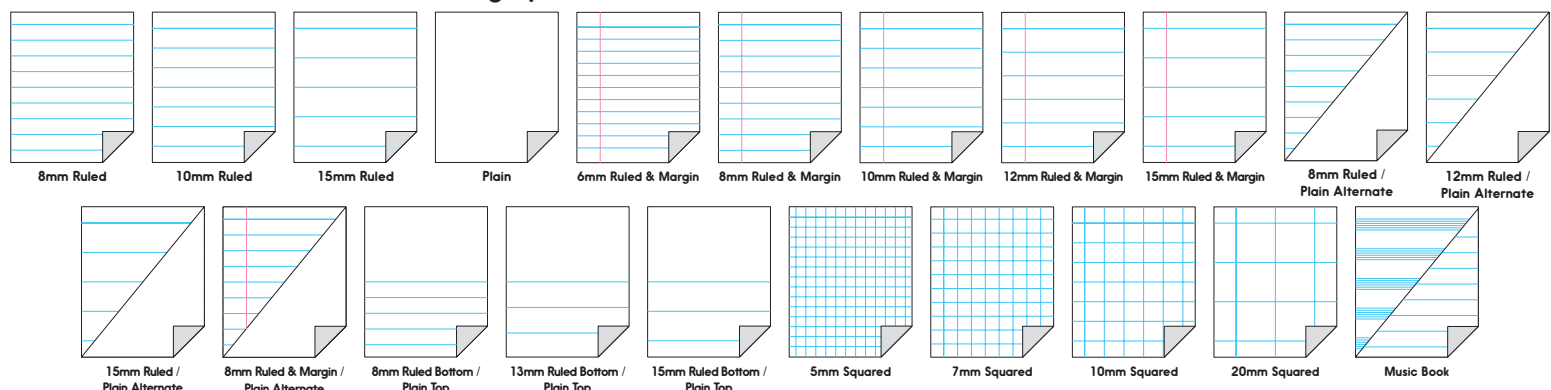 8mm Ruled
10mm Ruled
15mm Ruled
Plain
6mm Ruled & Margin
8mm Ruled & Margin
10mm Ruled & Margin
12mm Ruled & Margin
15mm Ruled & Margin
8mm Ruled /
Plain Alternate
12mm Ruled /
Plain Alternate
15mm Ruled /
Plain Alternate
8mm Ruled & Margin /
Plain Alternate
8mm Ruled Bottom /
Plain Top
13mm Ruled Bottom /
Plain Top
15mm Ruled Bottom /
Plain Top
5mm Squared
7mm Squared
10mm Squared
20mm Squared
Music Book